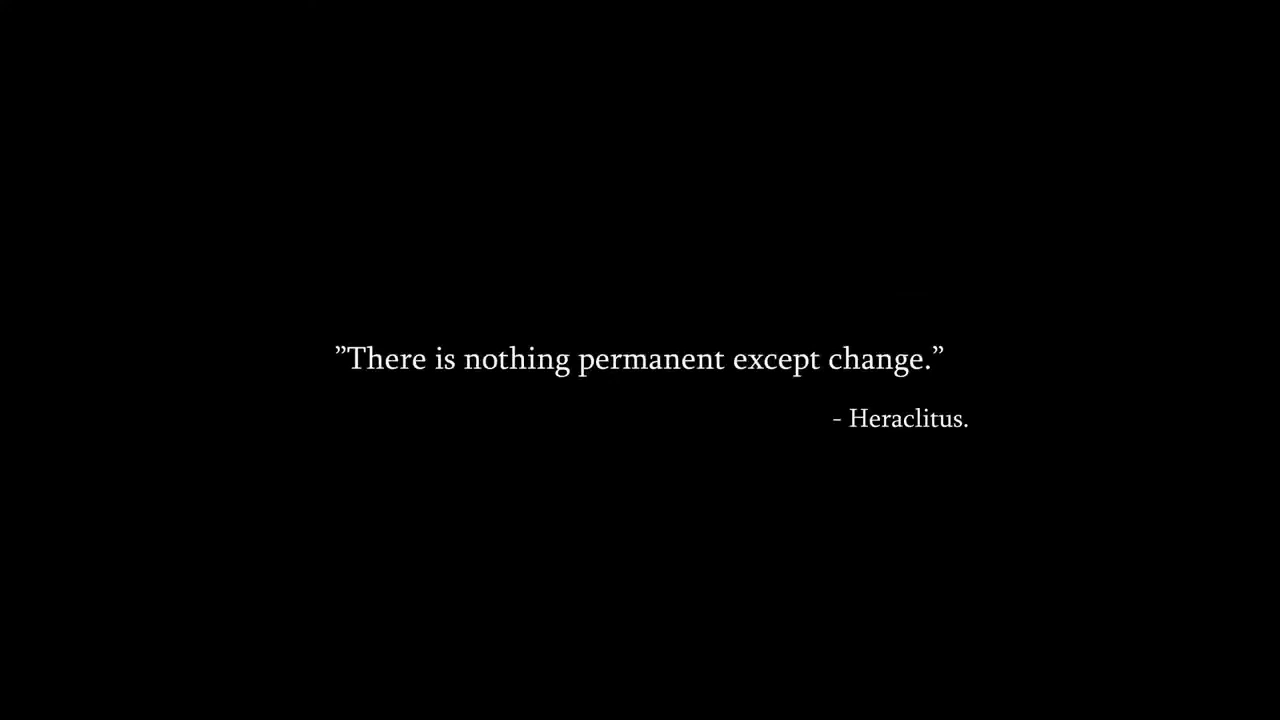 ”There is nothing permanent except change.”
- Heraclitus.